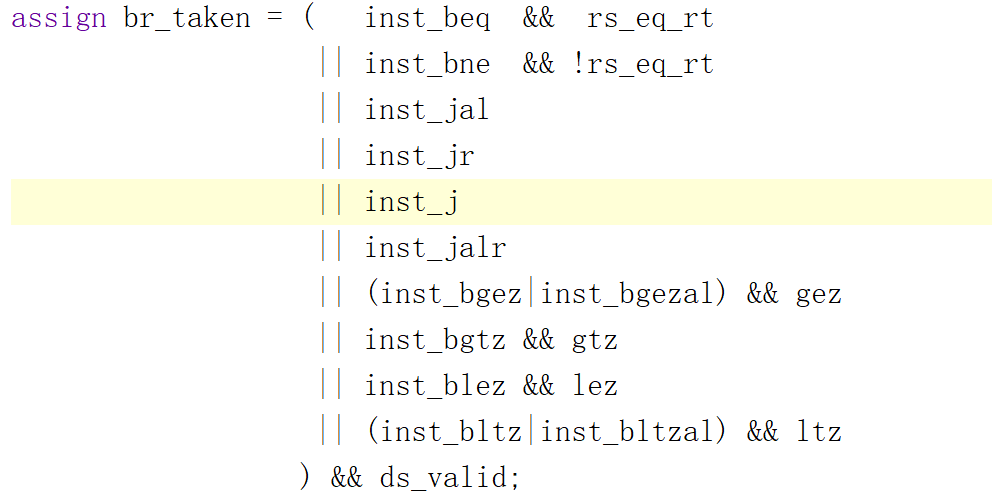 assign br_taken = (   inst_beq  &&  rs_eq_rt
                   || inst_bne  && !rs_eq_rt
                   || inst_jal
                   || inst_jr
                   || inst_j
                   || inst_jalr
                   || (inst_bgez|inst_bgezal) && gez
                   || inst_bgtz && gtz
                   || inst_blez && lez
                   || (inst_bltz|inst_bltzal) && ltz
                  ) && ds_valid;